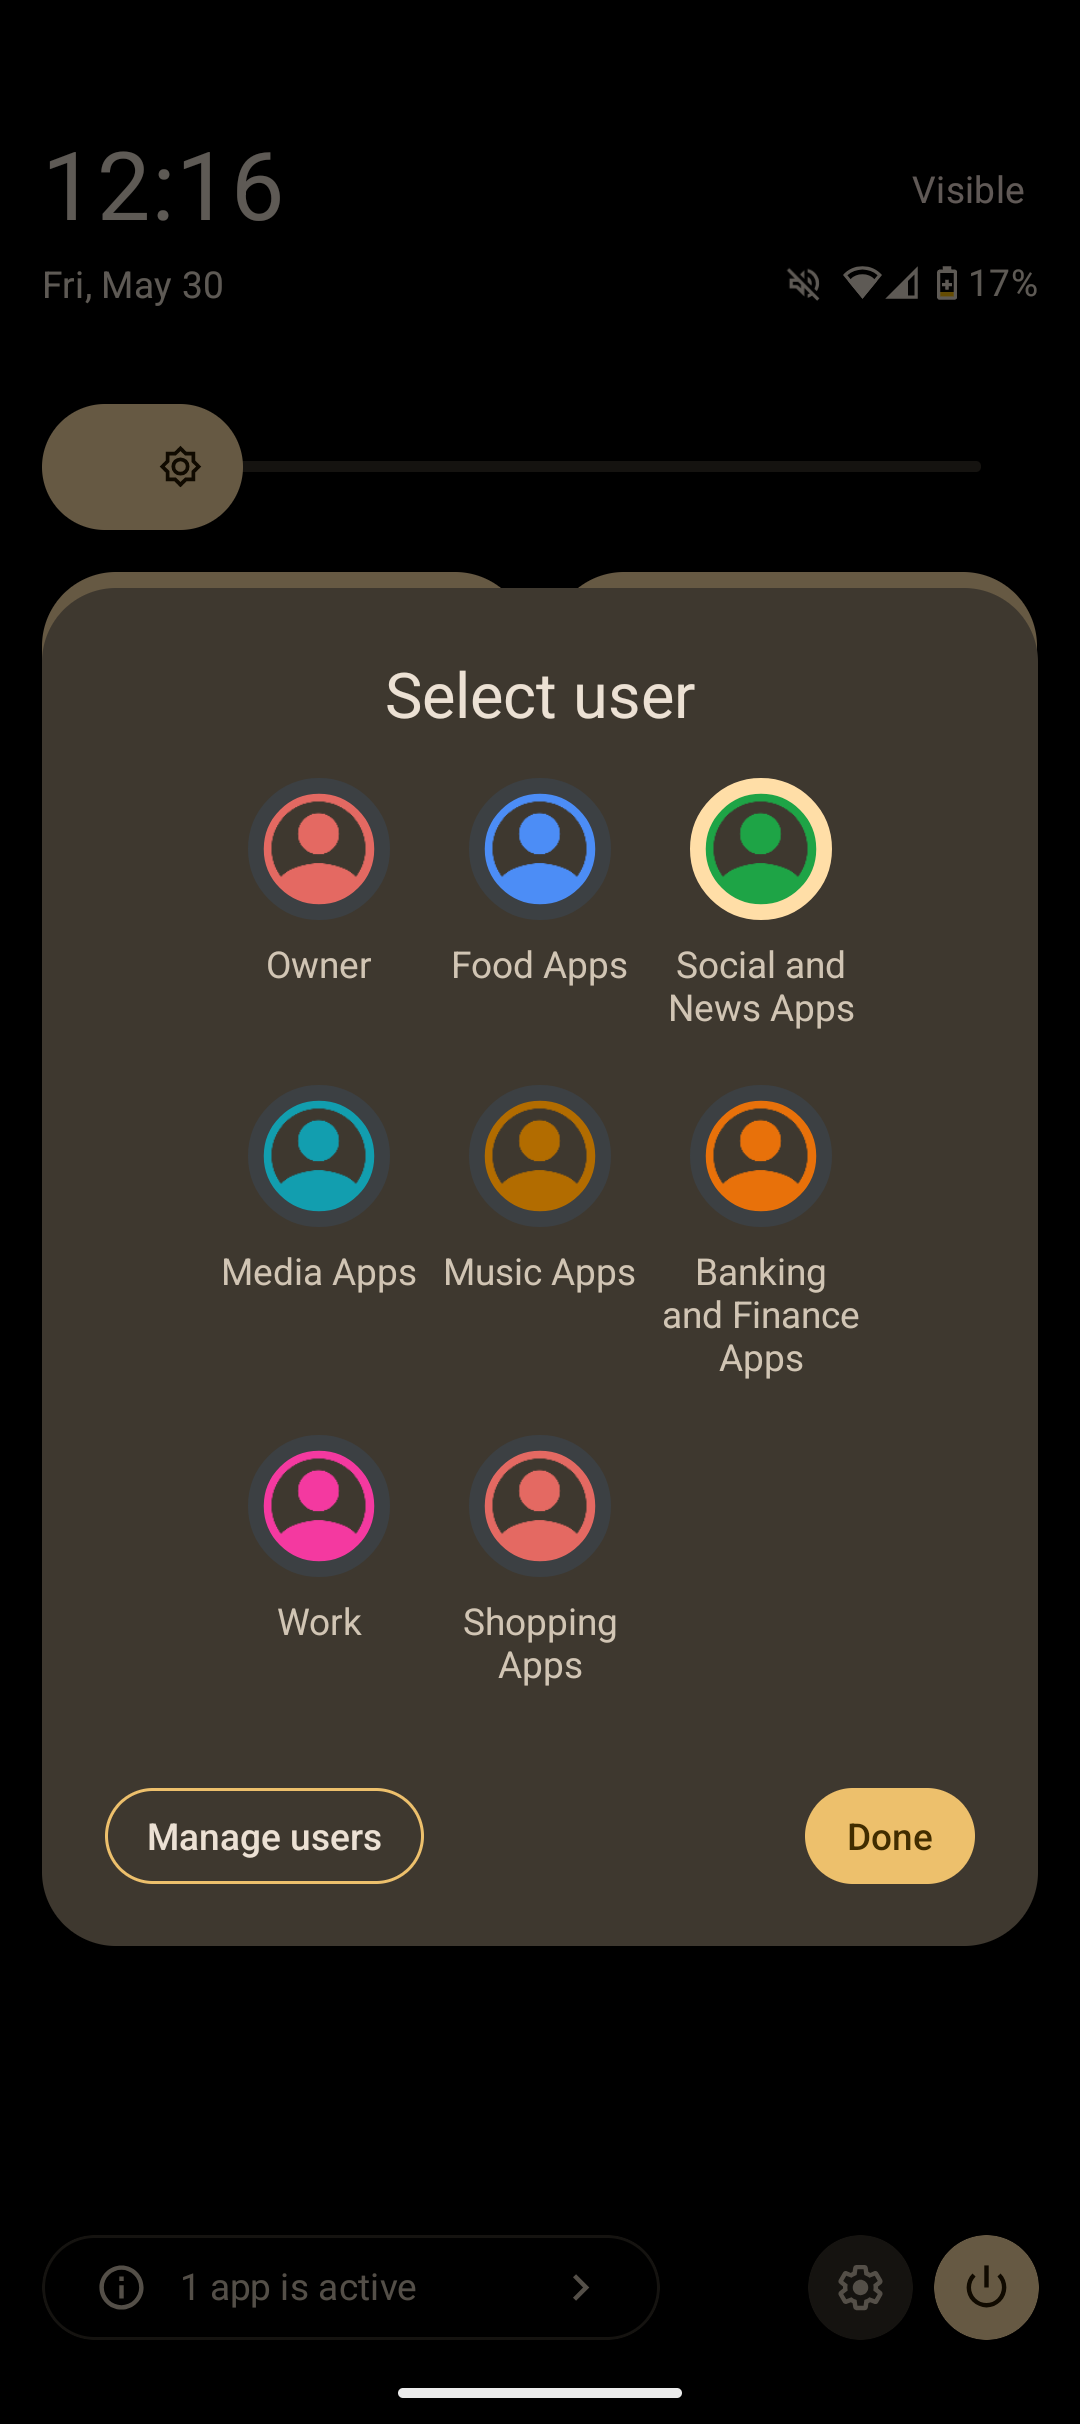 12:16
Visible
Fri, May 30
17%
Select user
Owner
Food Apps
Social and
News Apps
Media Apps
Music Apps
Banking
and Finance
Apps
Work
Shopping
Apps
Manage users
Done
1 app is active